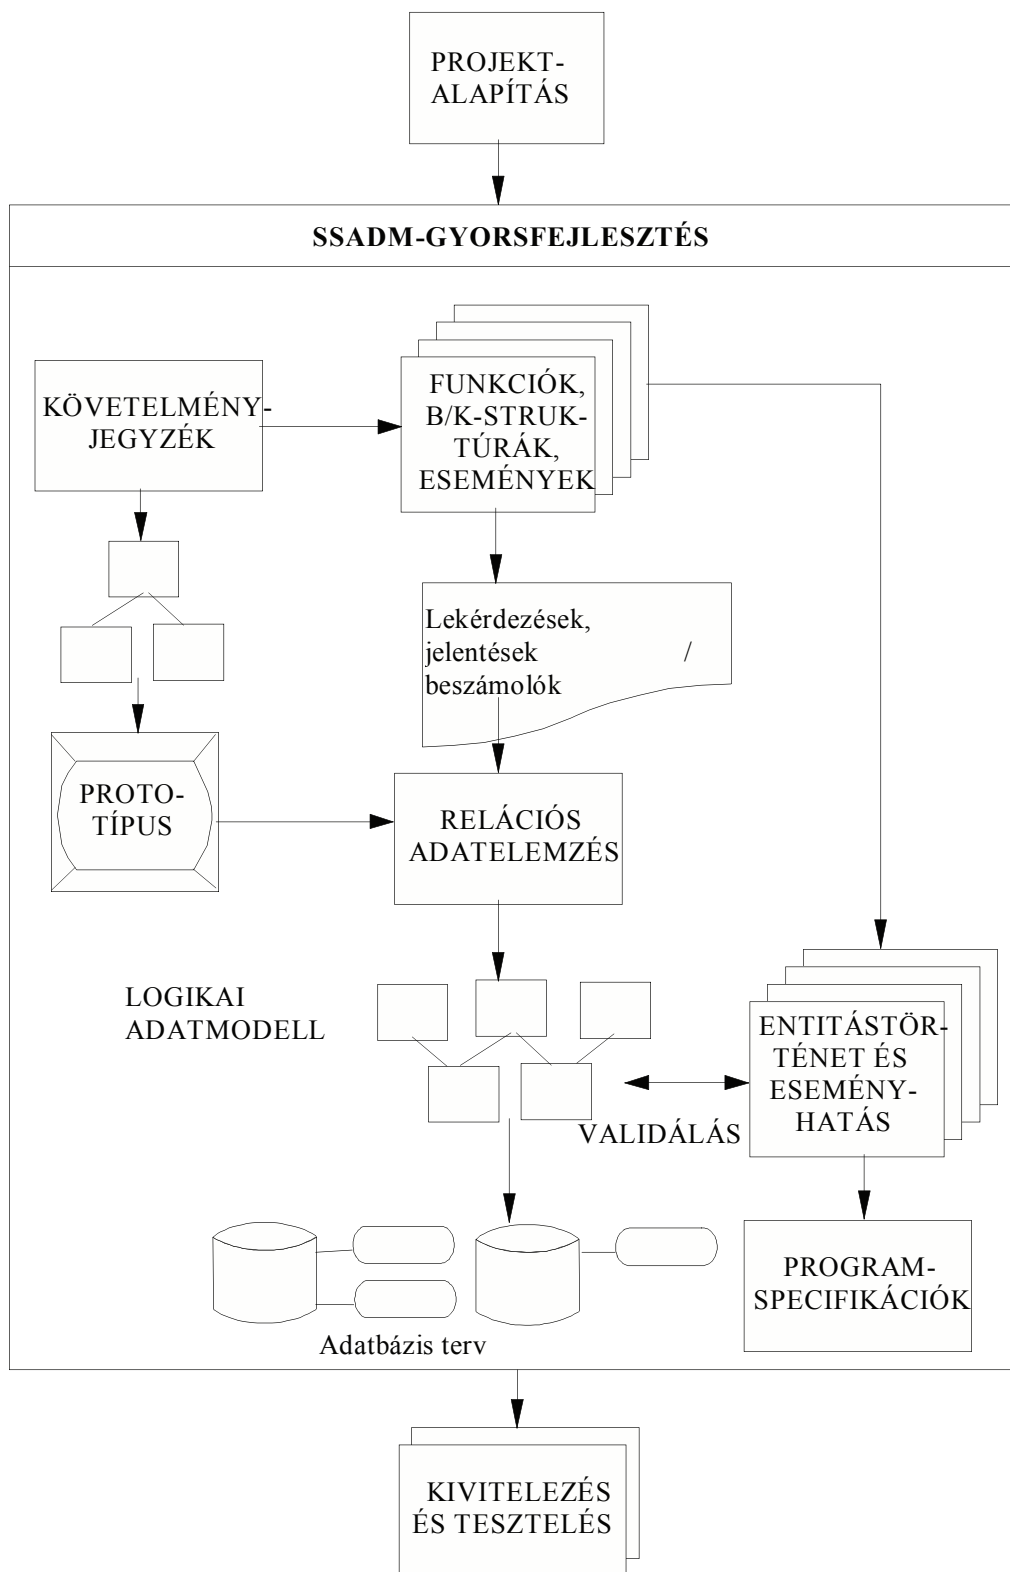 PROJEKT-
ALAPÍTÁS
SSADM-GYORSFEJLESZTÉS
KÖVETELMÉNY-
JEGYZÉK
FUNKCIÓK,
B/K-STRUK-
TÚRÁK,
ESEMÉNYEK
Lekérdezések,
jelentések /
beszámolók
PROTO-
TÍPUS
RELÁCIÓS
ADATELEMZÉS
LOGIKAI
ADATMODELL
ENTITÁSTÖR-
TÉNET ÉS
ESEMÉNY-
HATÁS
VALIDÁLÁS
PROGRAM-
SPECIFIKÁCIÓK
Adatbázis terv
KIVITELEZÉS
ÉS TESZTELÉS